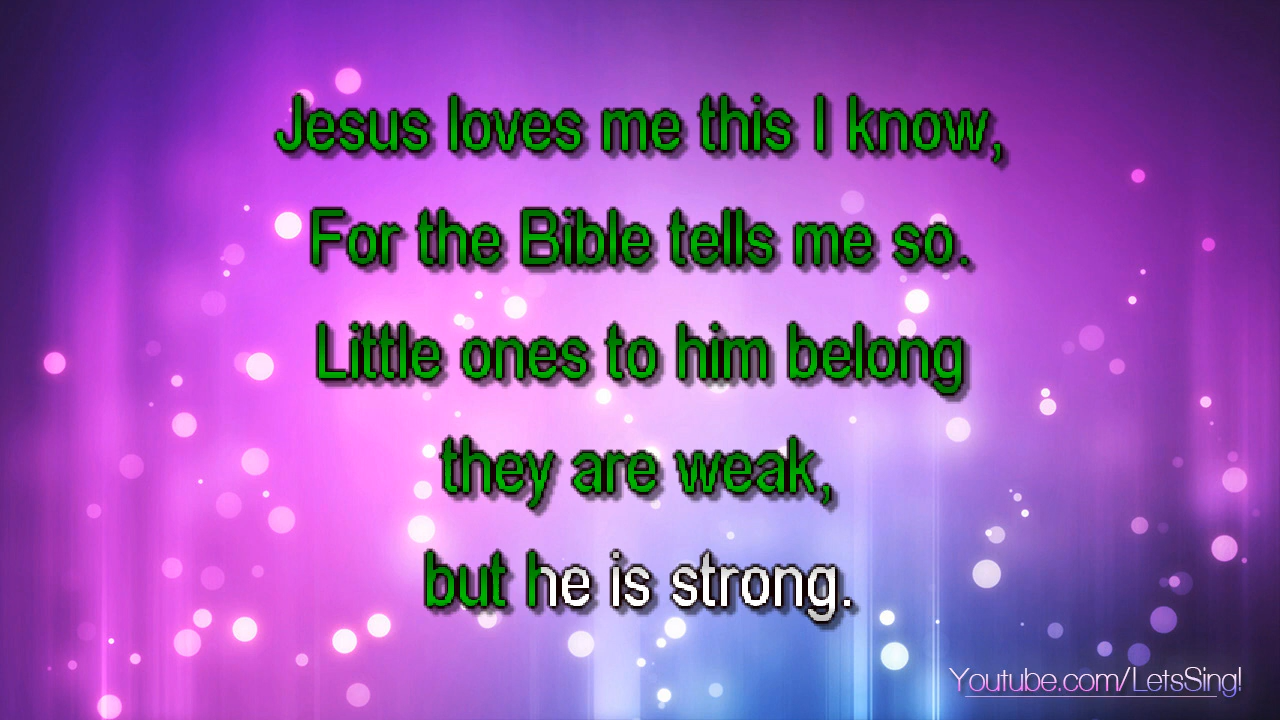 Jesus loves me this I know,
For the Bible tells me so.
Little ones to him belong
they are weak,
but he is strong.
Youtube.com/LetsSing!